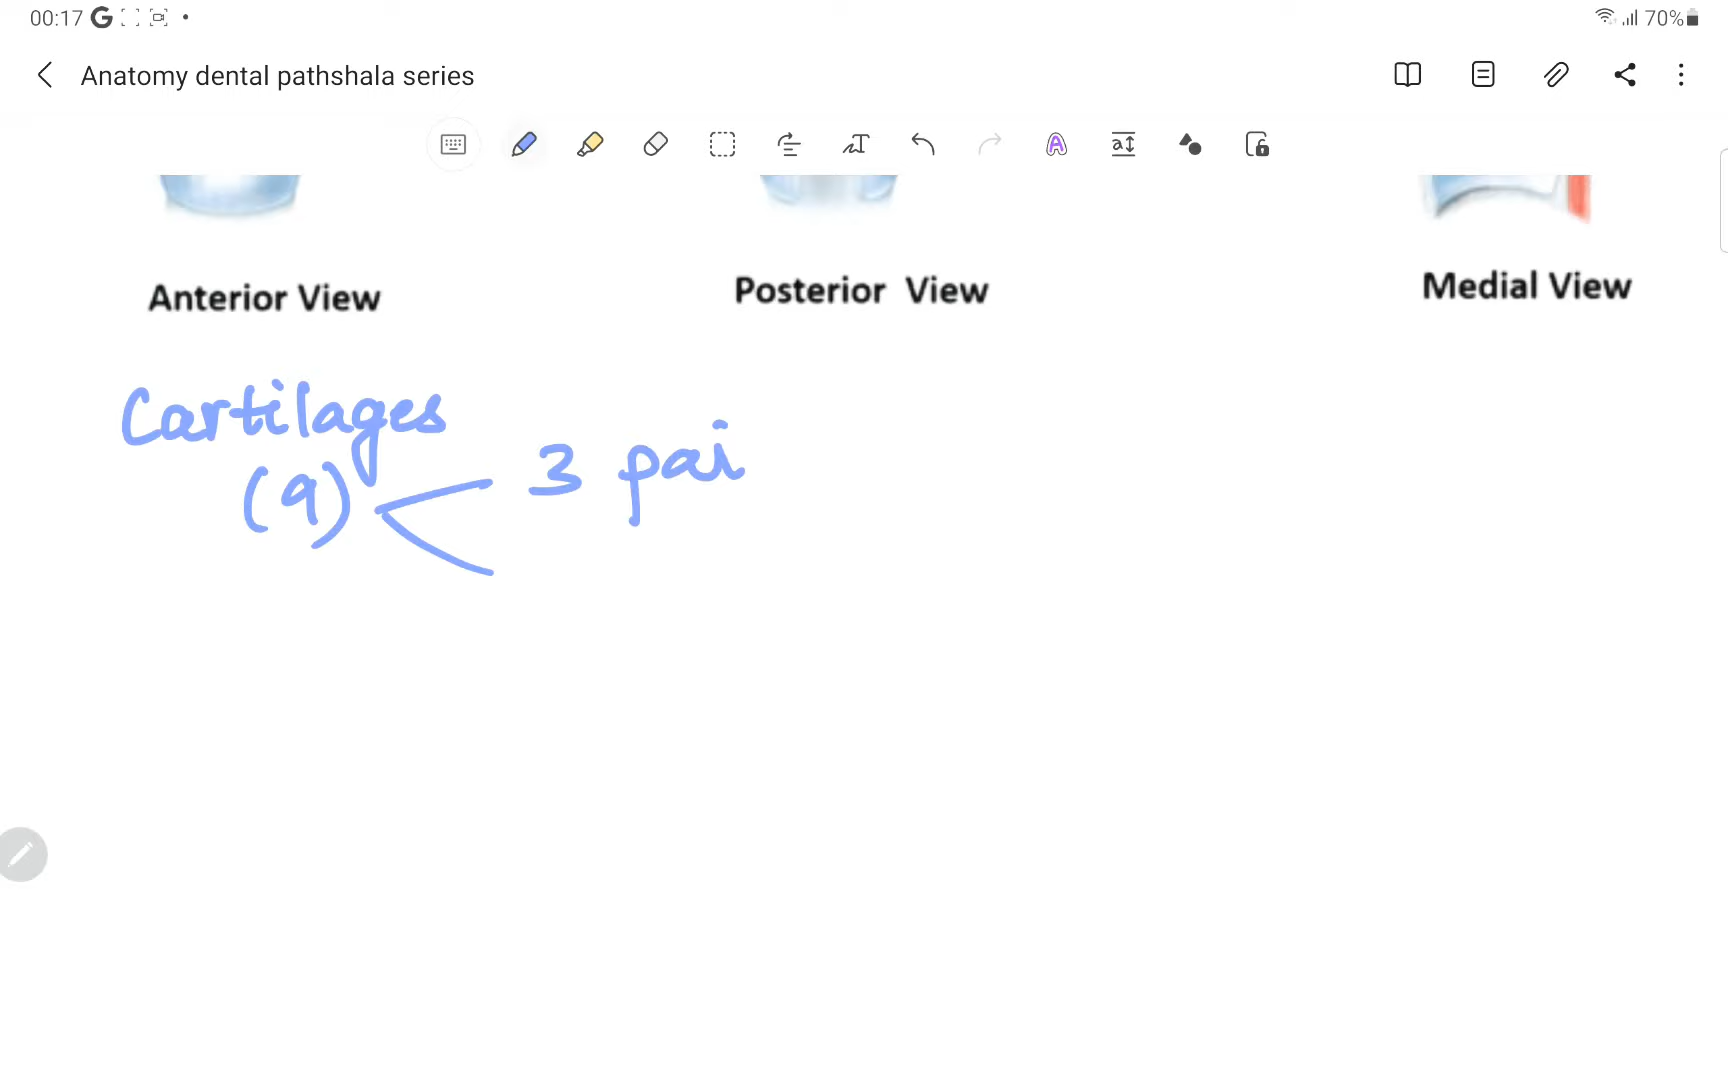 00:17 G 70%
Anatomy dental pathshala series
Anterior View Posterior View Medial View
Cartilages
(9) 3 pai